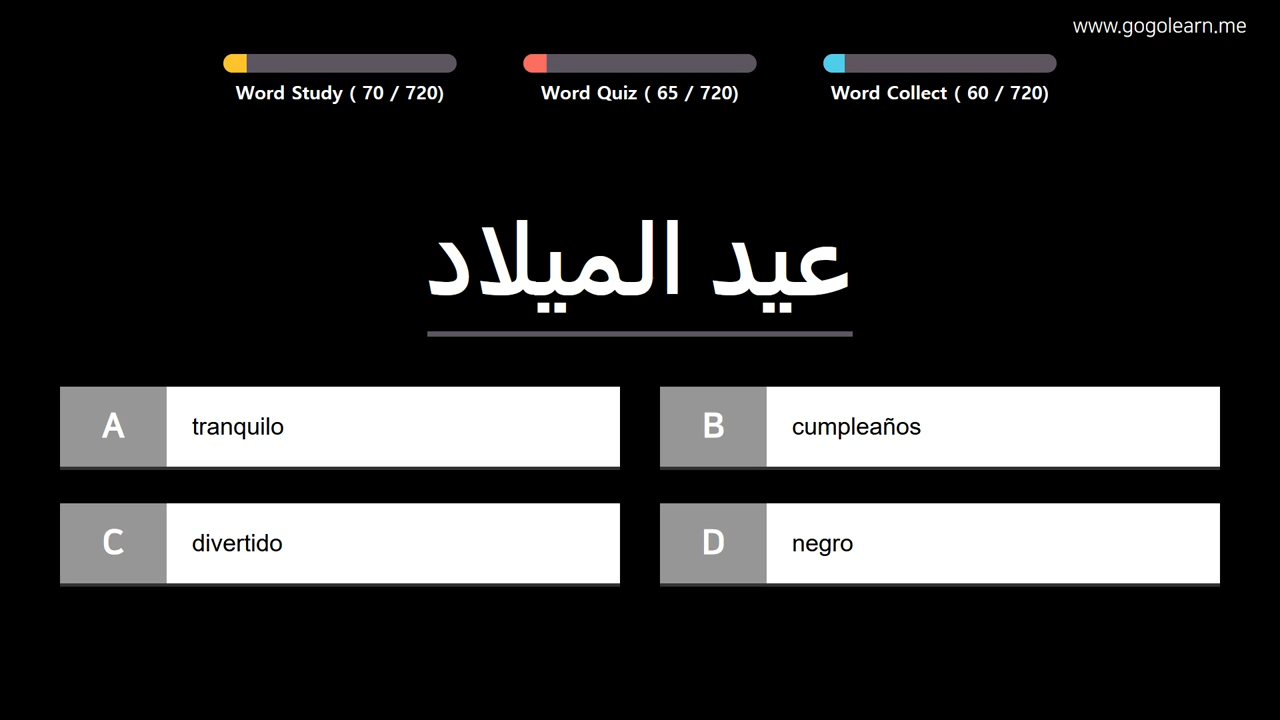 www.gogolearn.me
Word Study ( 70 / 720)
Word Quiz ( 65 / 720)
Word Collect ( 60 / 720)
عيد الميلاد
A tranquilo
B cumpleaños
C divertido
D negro